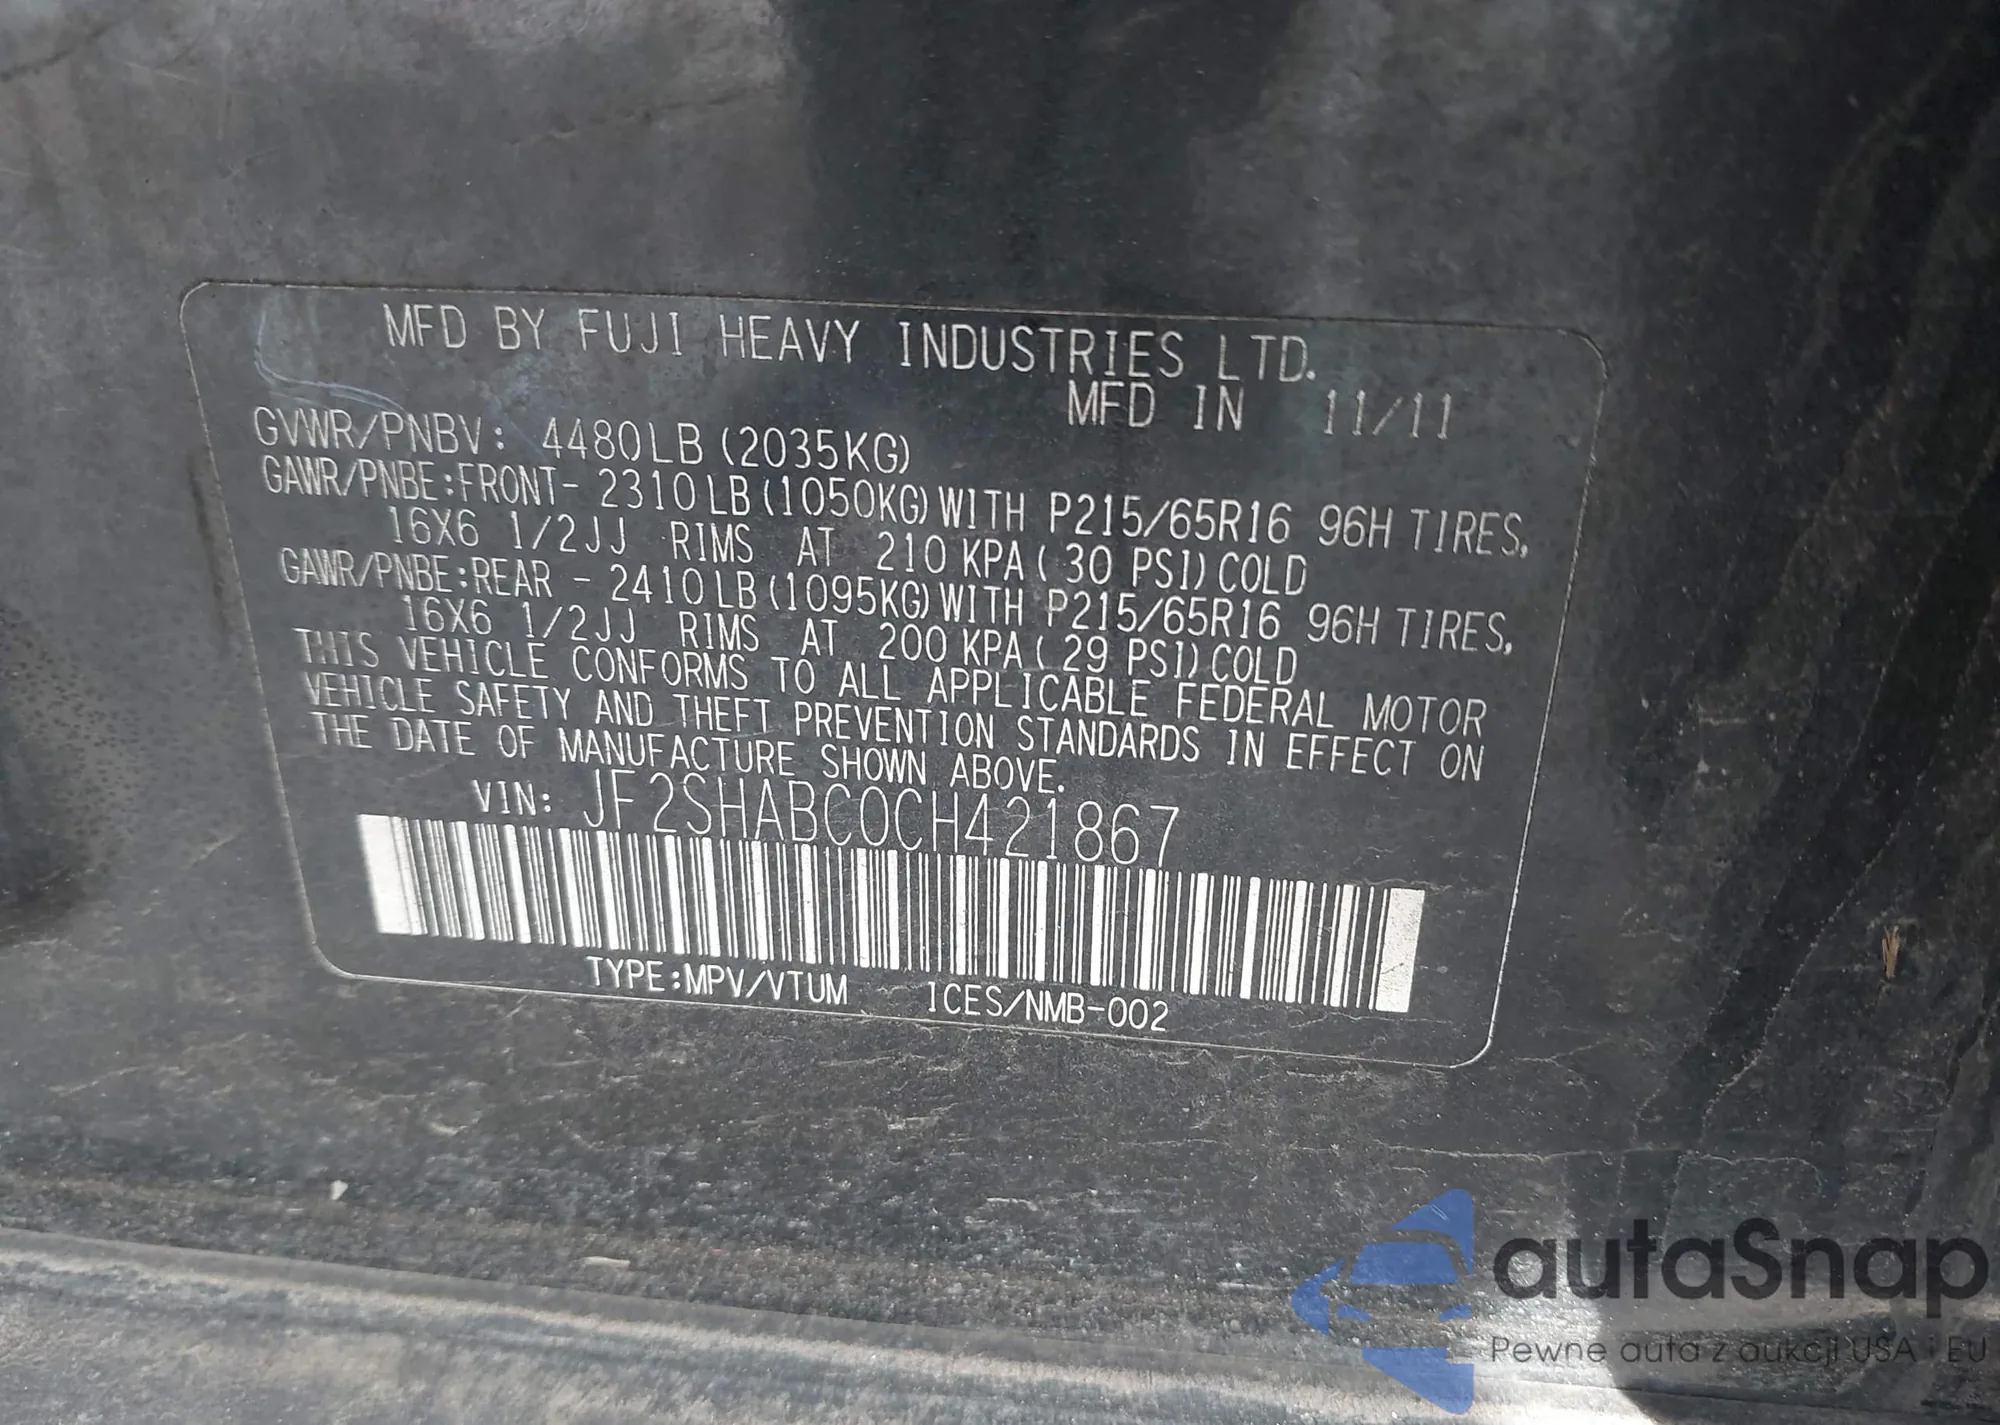 MFD BY FUJI HEAVY INDUSTRIES LTD.
MFD IN 11/11
GVWR/PNBV: 4480LB (2035KG)
GAWR/PNBE:FRONT- 2310LB(1050KG)WITH P215/65R16 96H TIRES,
16X6 1/2JJ RIMS AT 210 KPA( 30 PSI)COLD
GAWR/PNBE:REAR - 2410LB(1095KG)WITH P215/65R16 96H TIRES,
16X6 1/2JJ RIMS AT 200 KPA( 29 PSI)COLD
THIS VEHICLE CONFORMS TO ALL APPLICABLE FEDERAL MOTOR
VEHICLE SAFETY AND THEFT PREVENTION STANDARDS IN EFFECT ON
THE DATE OF MANUFACTURE SHOWN ABOVE.
VIN: JF2SHABC0CH421867
TYPE:MPV/VTUM ICES/NMB-002
autaSnap
Pewne auta z aukcji USA i EU